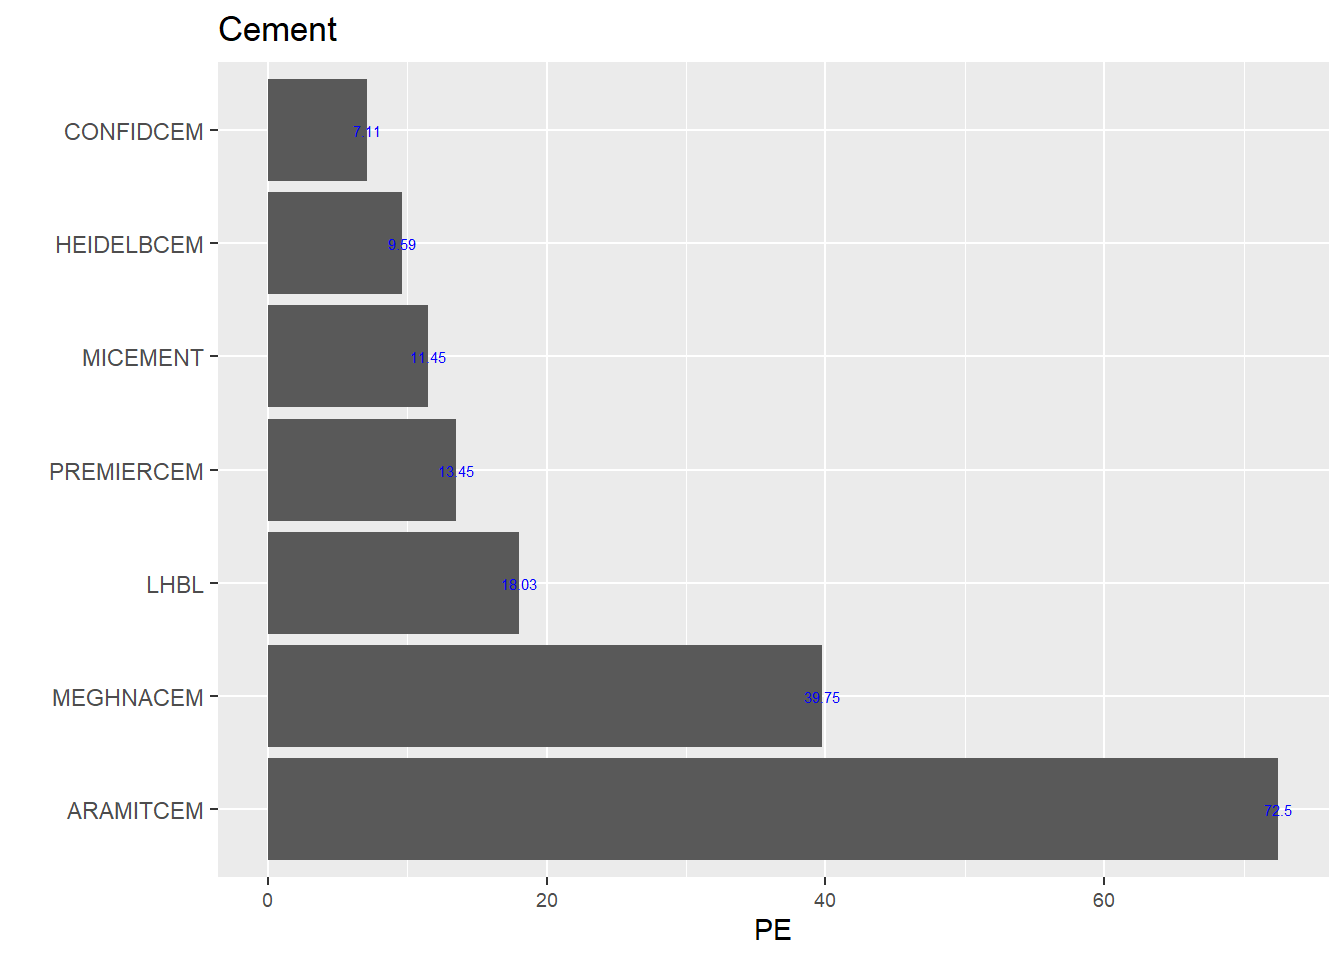 Cement
CONFIDCEM
7.11
HEIDELBCEM
9.59
MICEMENT
11.45
PREMIERCEM
13.45
LHBL
18.03
MEGHNACEM
39.75
ARAMITCEM
72.5
0 20 40 60
PE